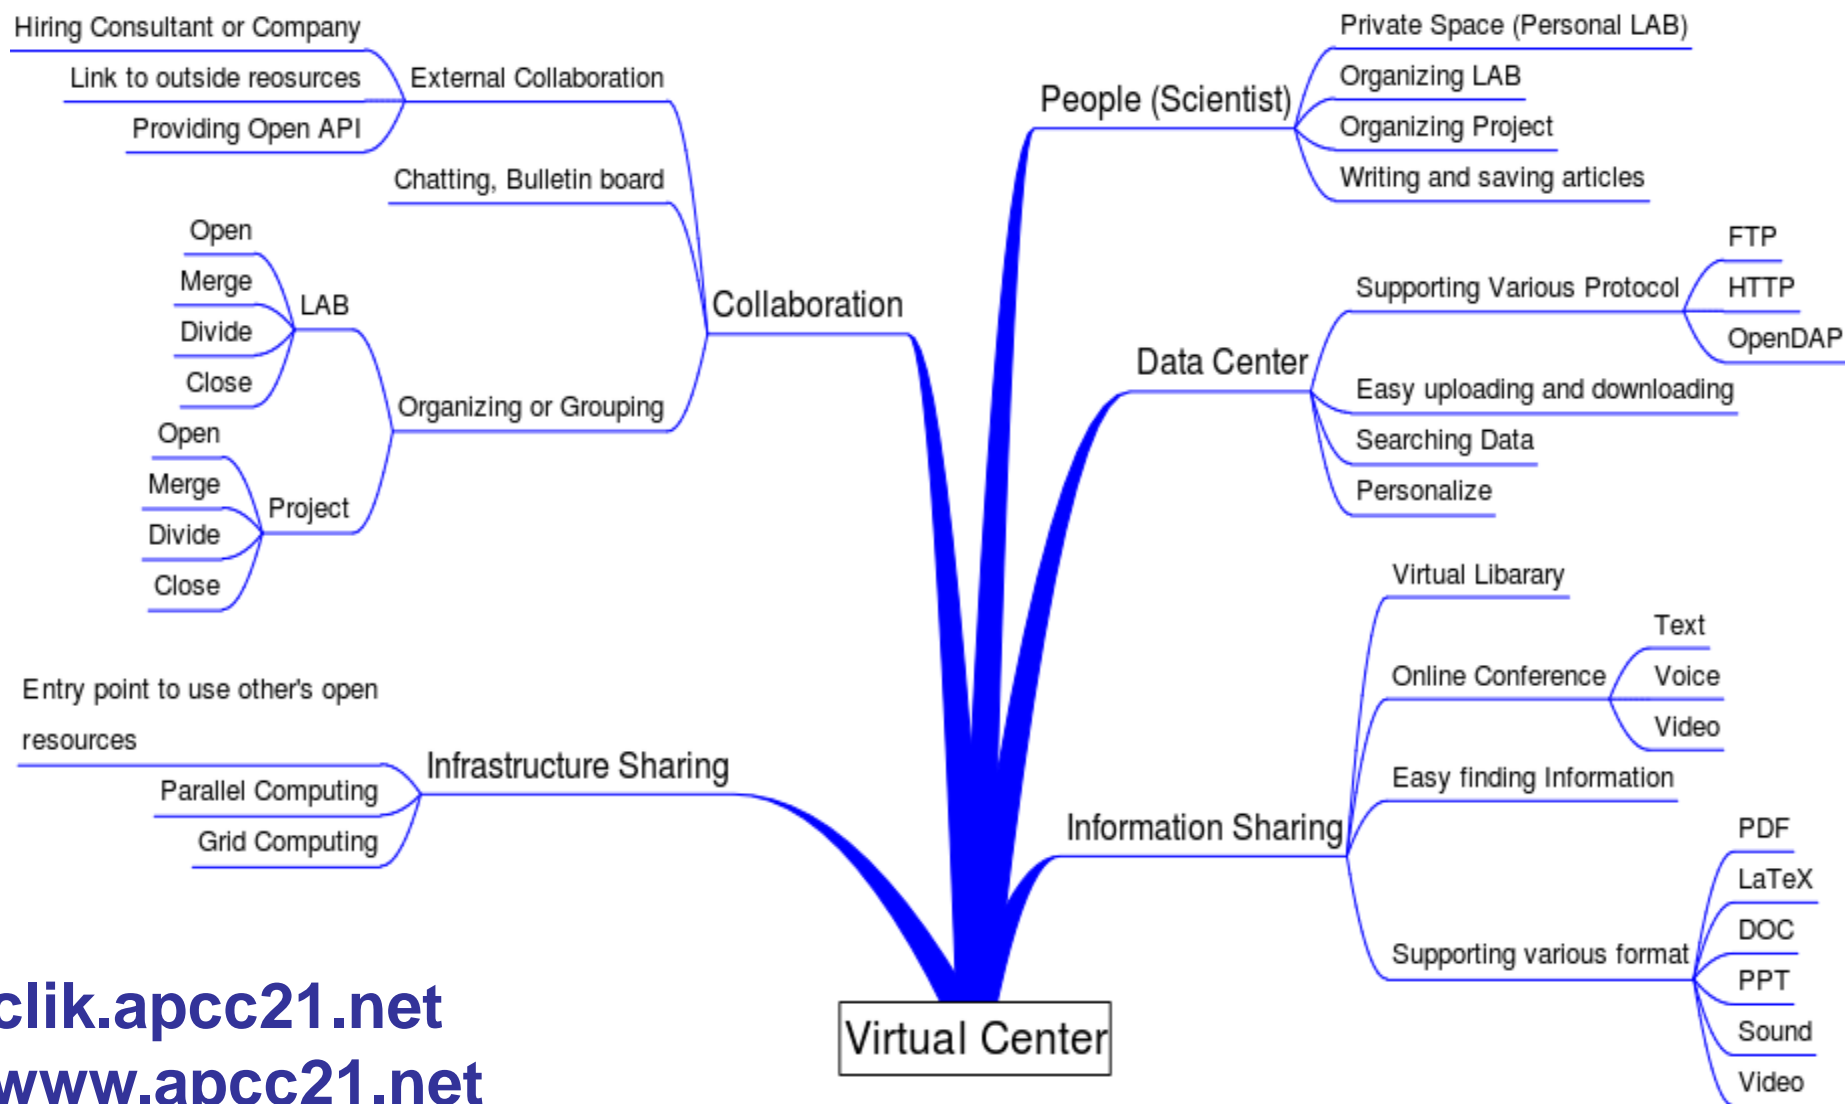 Hiring Consultant or Company
Link to outside reosurces
Providing Open API
External Collaboration
Chatting, Bulletin board
Open
Merge
Divide
Close
LAB
Open
Merge
Divide
Close
Project
Organizing or Grouping
Collaboration
Entry point to use other's open
resources
Parallel Computing
Grid Computing
Infrastructure Sharing
People (Scientist)
Private Space (Personal LAB)
Organizing LAB
Organizing Project
Writing and saving articles
Data Center
Supporting Various Protocol
FTP
HTTP
OpenDAP
Easy uploading and downloading
Searching Data
Personalize
Information Sharing
Virtual Libarary
Online Conference
Text
Voice
Video
Easy finding Information
Supporting various format
PDF
LaTeX
DOC
PPT
Sound
Video
Virtual Center
clik.apcc21.net
www.apcc21.net